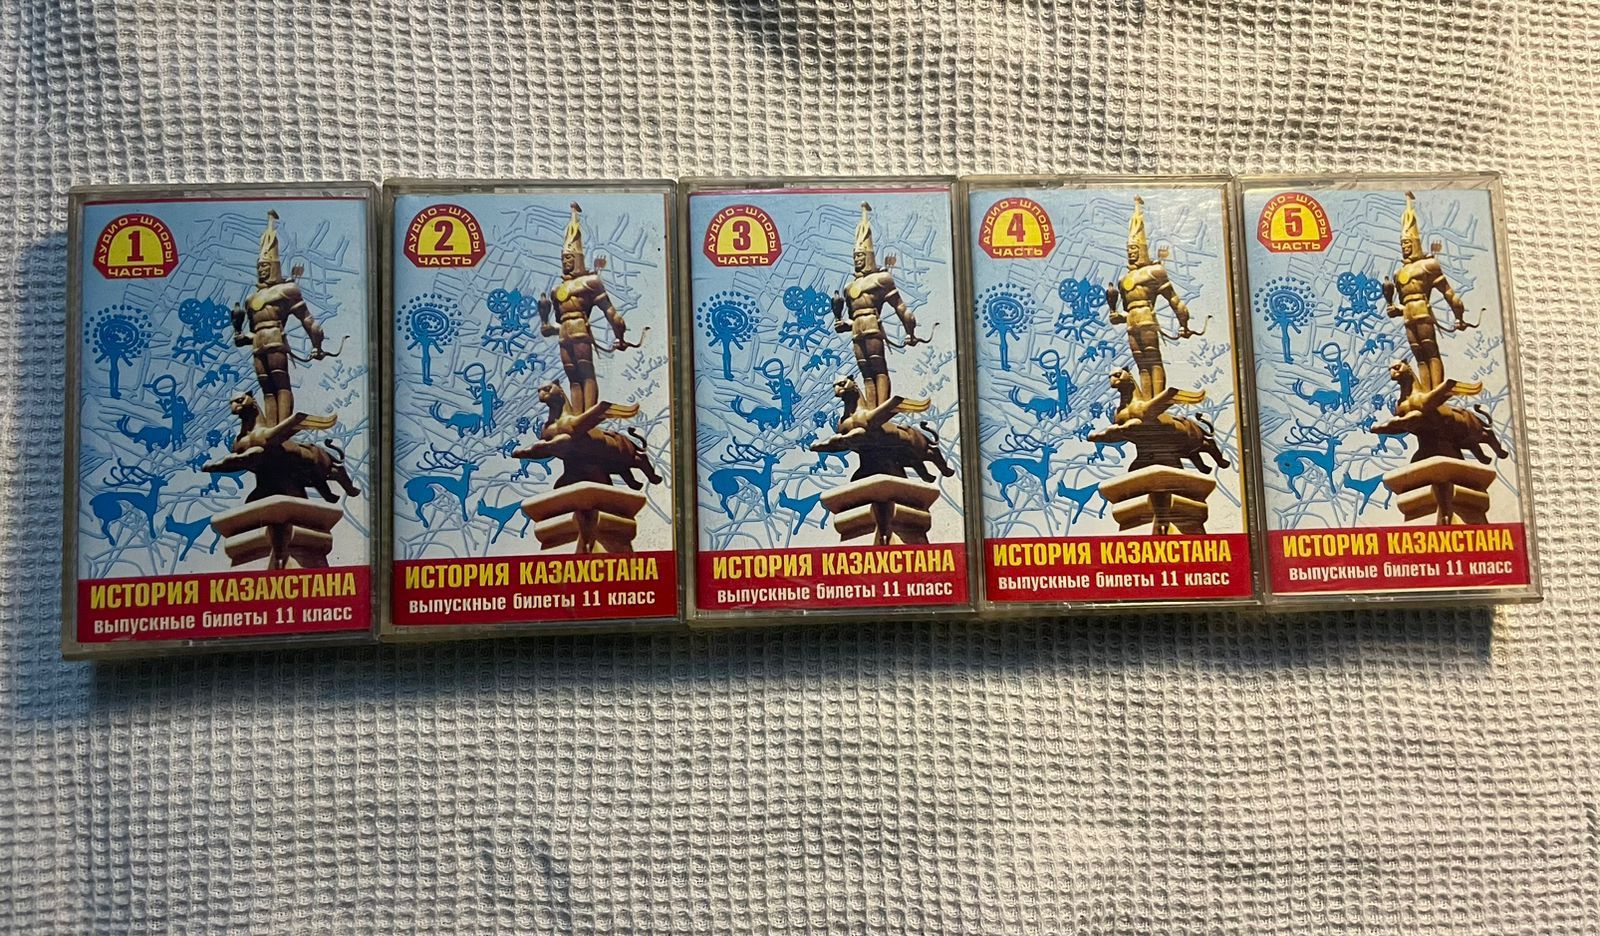 АУДИО-ШПОРЫ
1
ЧАСТЬ
ИСТОРИЯ КАЗАХСТАНА
выпускные билеты 11 класс
АУДИО-ШПОРЫ
2
ЧАСТЬ
ИСТОРИЯ КАЗАХСТАНА
выпускные билеты 11 класс
АУДИО-ШПОРЫ
3
ЧАСТЬ
ИСТОРИЯ КАЗАХСТАНА
выпускные билеты 11 класс
АУДИО-ШПОРЫ
4
ЧАСТЬ
ИСТОРИЯ КАЗАХСТАНА
выпускные билеты 11 класс
АУДИО-ШПОРЫ
5
ЧАСТЬ
ИСТОРИЯ КАЗАХСТАНА
выпускные билеты 11 класс